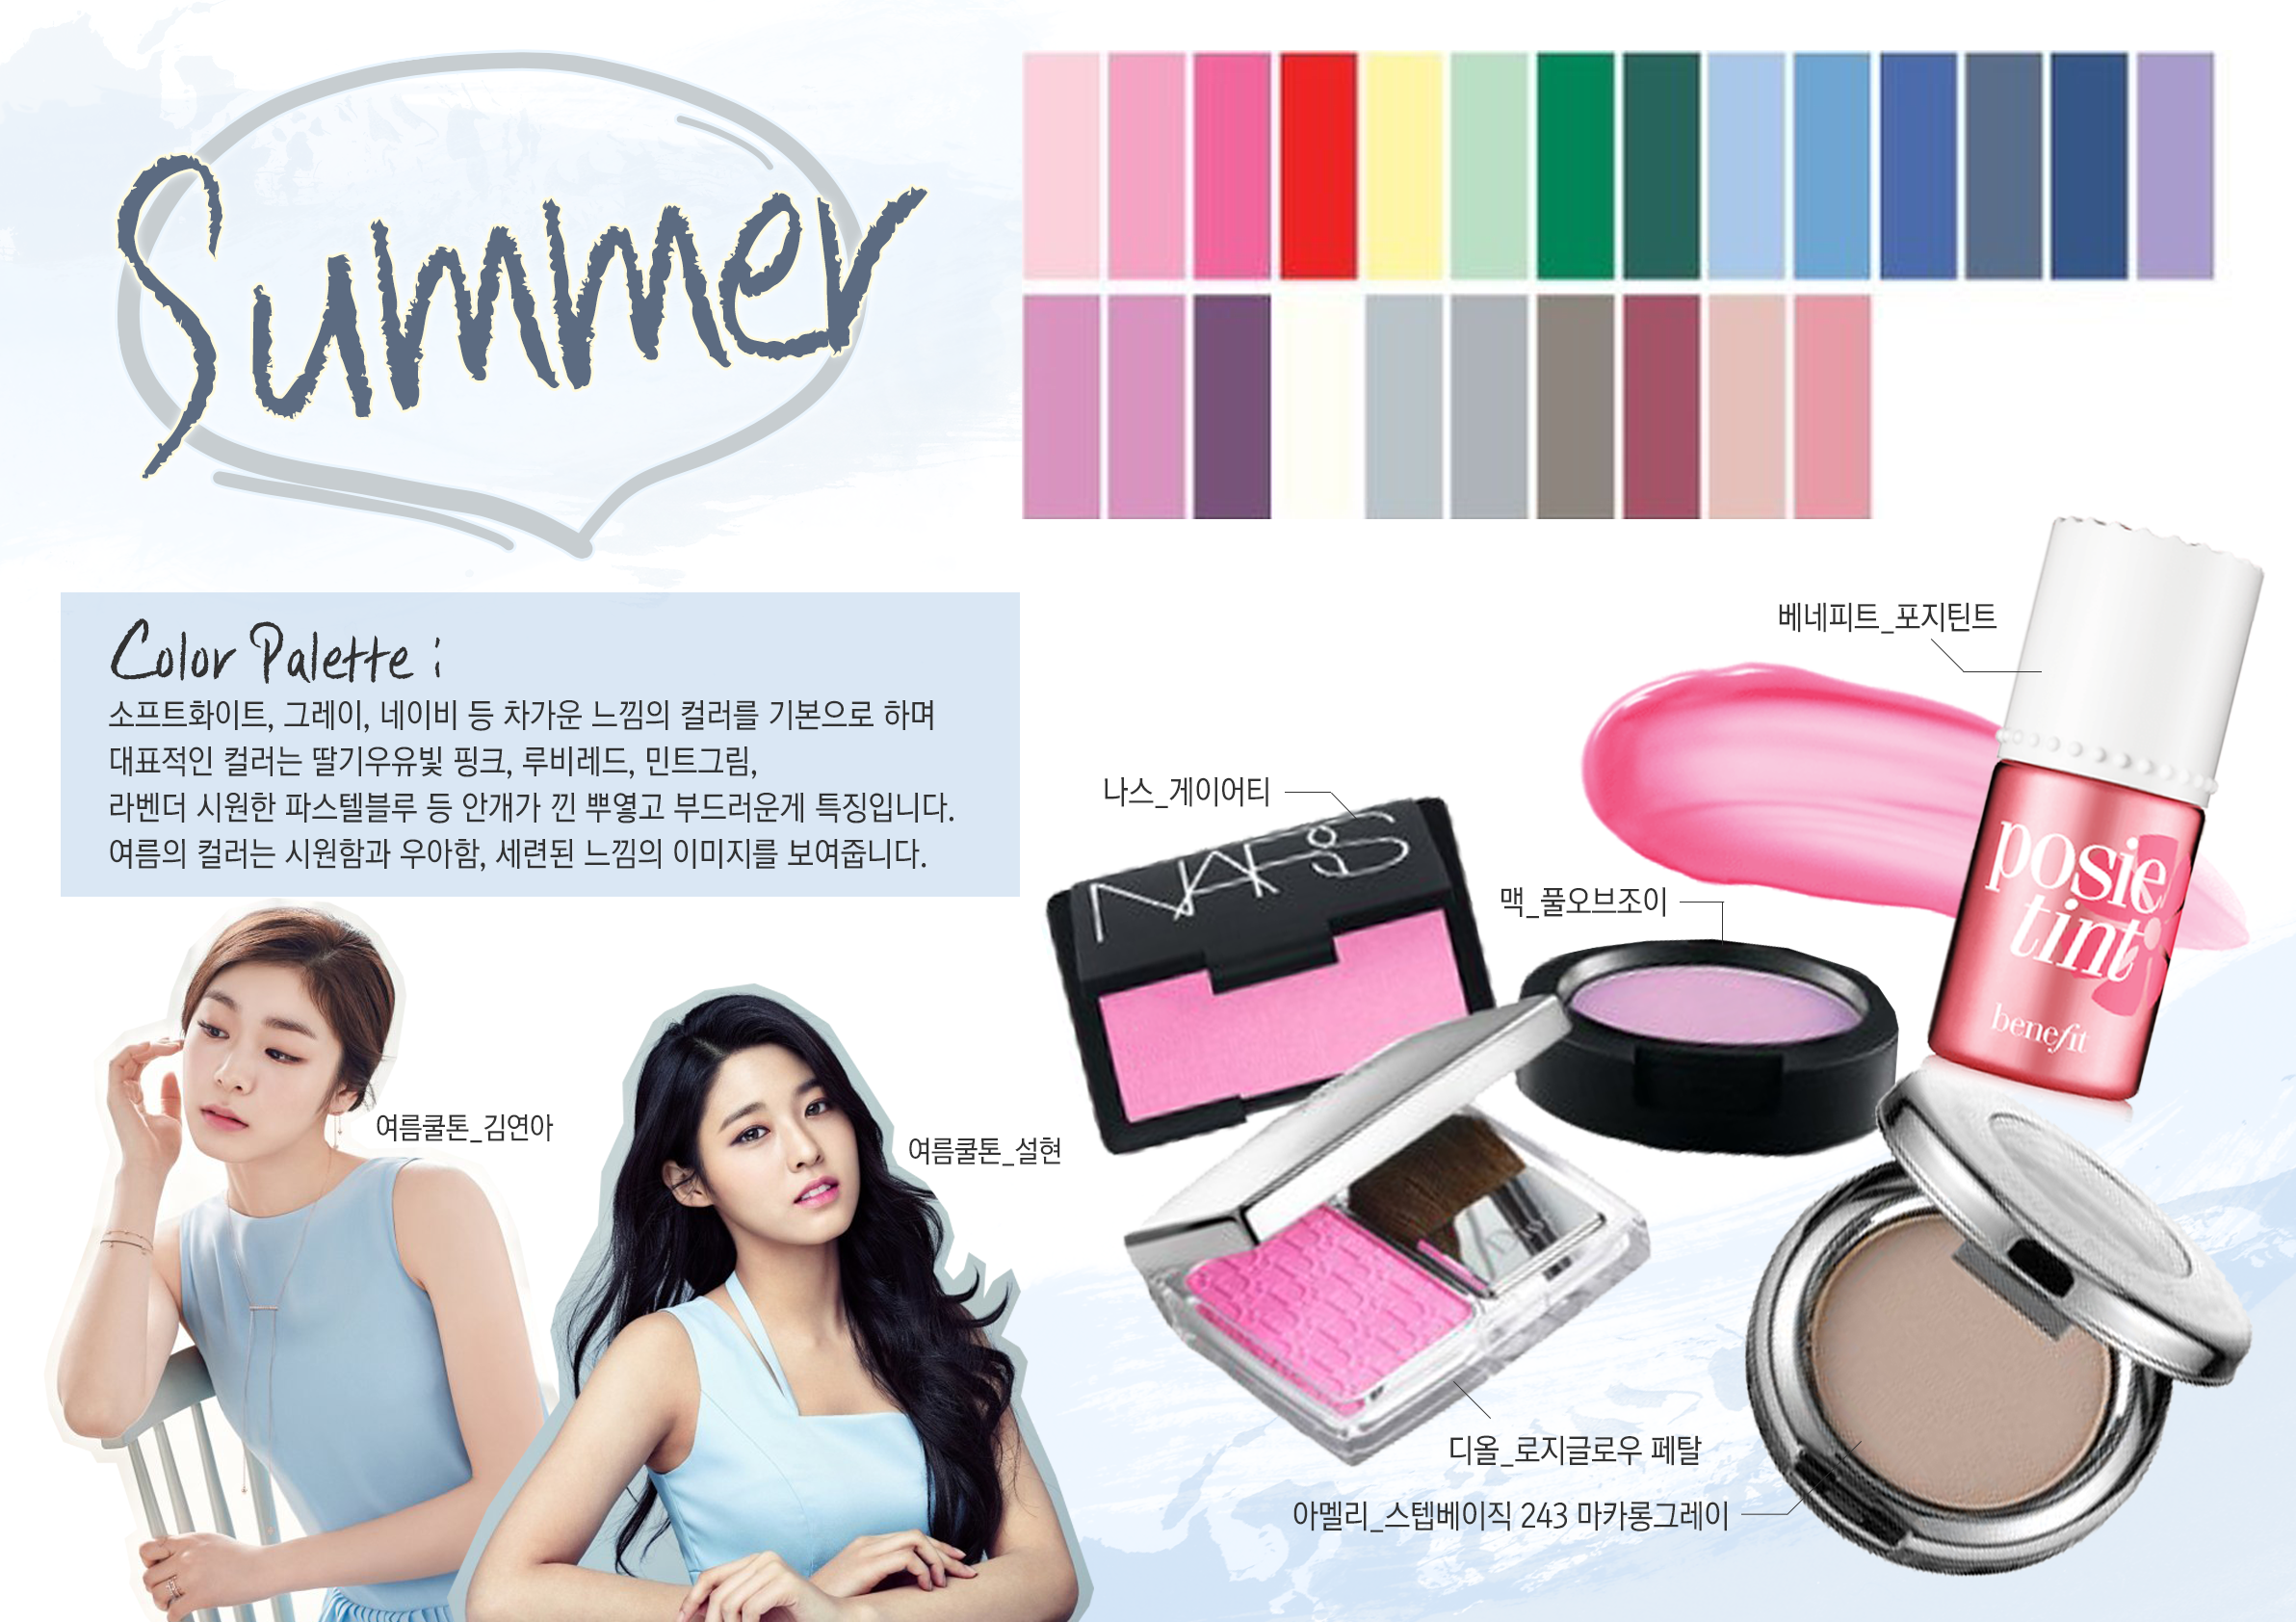 Summer
Color Palette :
소프트화이트, 그레이, 네이비 등 차가운 느낌의 컬러를 기본으로 하며
대표적인 컬러는 딸기우유빛 핑크, 루비레드, 민트그림,
라벤더 시원한 파스텔블루 등 안개가 낀 뿌옇고 부드러운게 특징입니다.
여름의 컬러는 시원함과 우아함, 세련된 느낌의 이미지를 보여줍니다.
여름쿨톤_김연아
여름쿨톤_설현
베네피트_포지틴트
posie
tint
benefit
나스_게이어티
NARS
맥_풀오브조이
디올_로지글로우 페탈
아멜리_스텝베이직 243 마카롱그레이